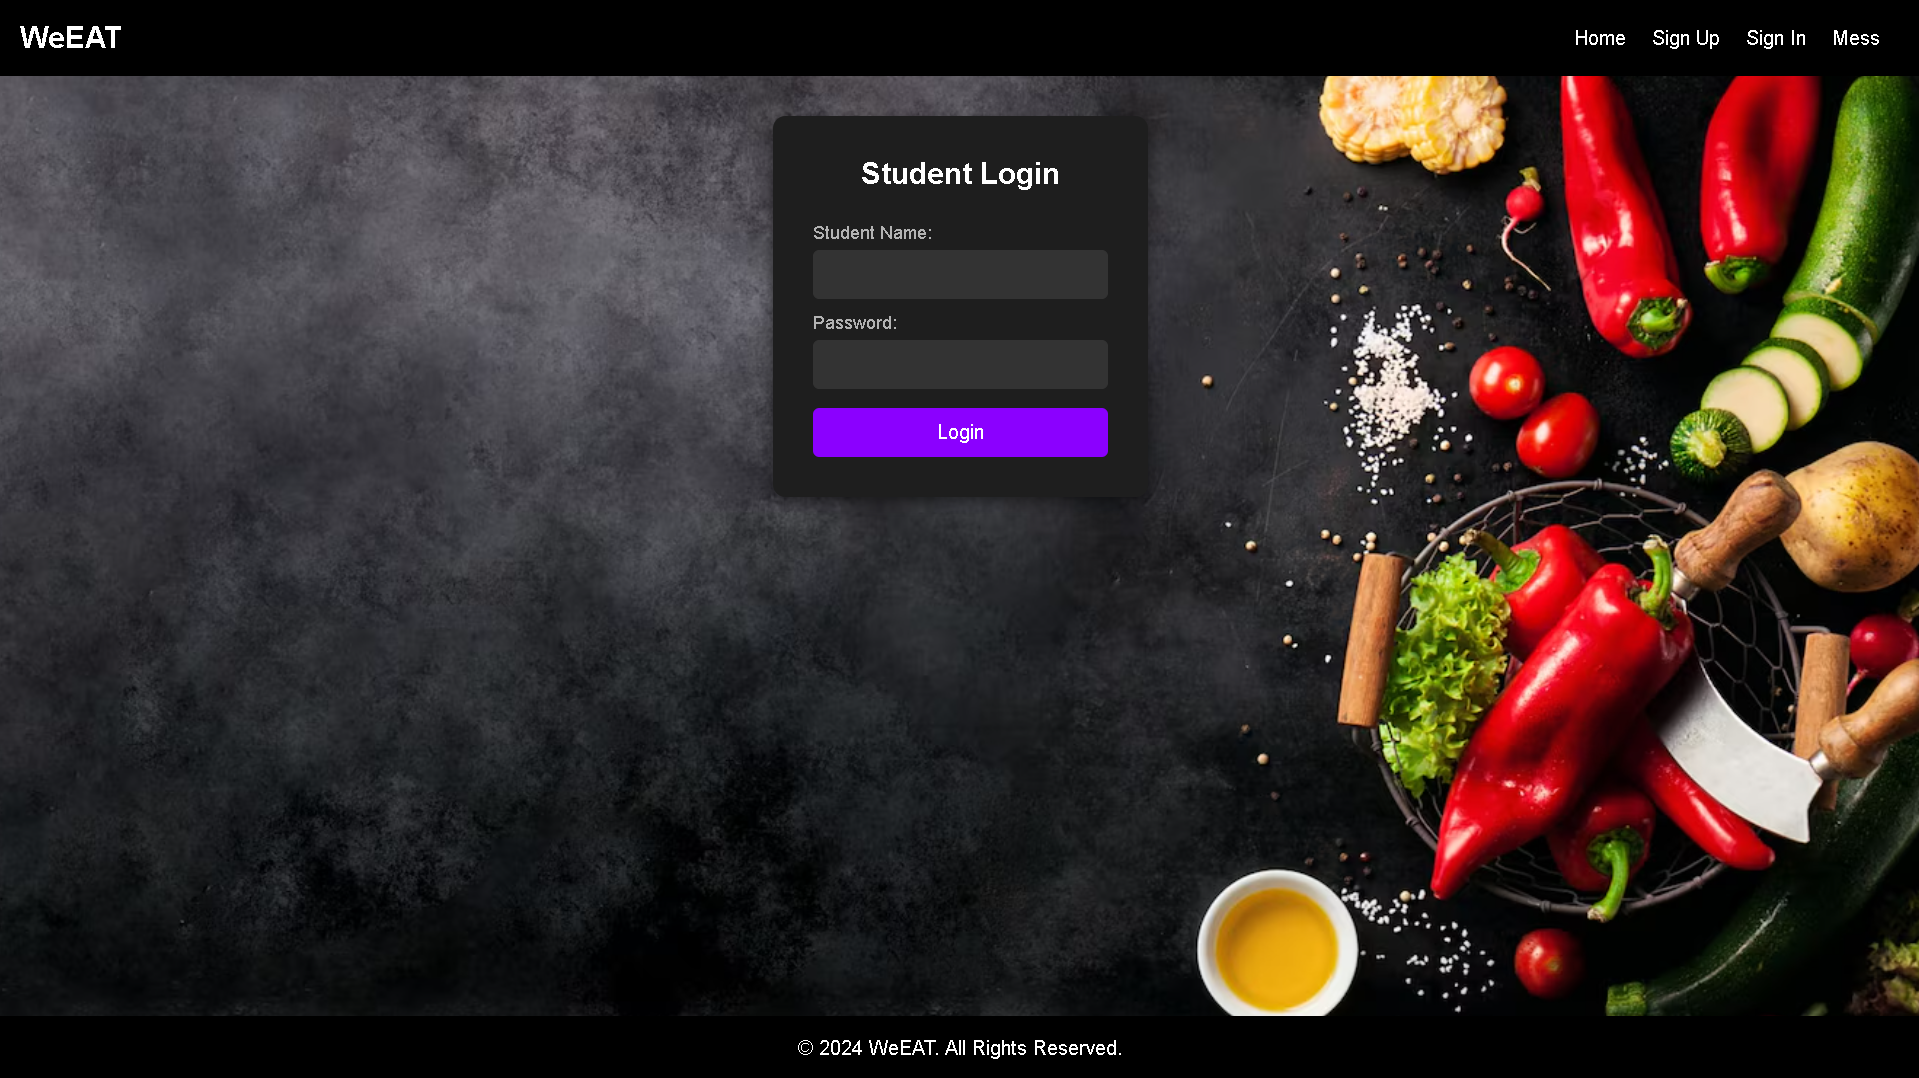 WeEAT
Home Sign Up Sign In Mess
Student Login
Student Name:
Password:
Login
© 2024 WeEAT. All Rights Reserved.